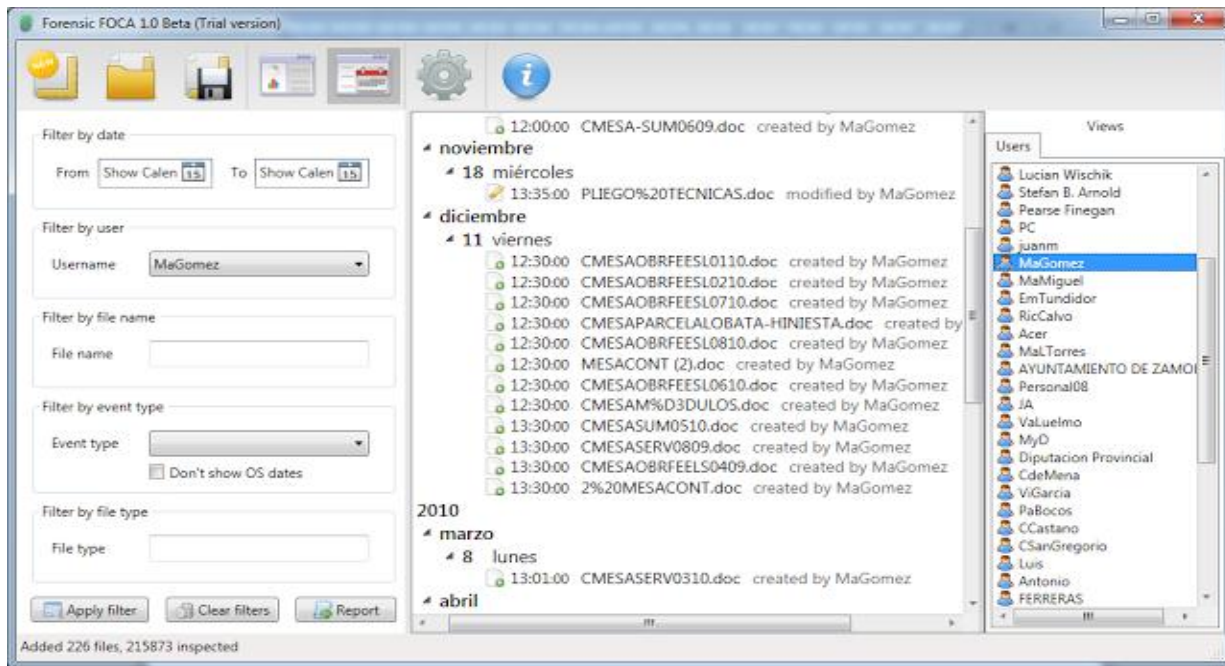 Forensic FOCA 1.0 Beta (Trial version)
NEW
Filter by date
From Show Calen 15 To Show Calen 15
Filter by user
Username MaGomez
Filter by file name
File name
Filter by event type
Event type
Don't show OS dates
Filter by file type
File type
Apply filter Clear filters Report
12:00:00 CMESA-SUM0609.doc created by MaGomez
noviembre
18 miércoles
13:35:00 PLIEGO%20TECNICAS.doc modified by MaGomez
diciembre
11 viernes
12:30:00 CMESAOBRFEESL0110.doc created by MaGomez
12:30:00 CMESAOBRFEESL0210.doc created by MaGomez
12:30:00 CMESAOBRFEESL0710.doc created by MaGomez
12:30:00 CMESAPARCELALOBATA-HINIESTA.doc created by
12:30:00 CMESAOBRFEESL0810.doc created by MaGomez
12:30:00 MESACONT (2).doc created by MaGomez
12:30:00 CMESAOBRFEESL0610.doc created by MaGomez
12:30:00 CMESAM%D3DULOS.doc created by MaGomez
13:30:00 CMESASUM0510.doc created by MaGomez
13:30:00 CMESASERV0809.doc created by MaGomez
13:30:00 CMESAOBRFEELS0409.doc created by MaGomez
13:30:00 2%20MESACONT.doc created by MaGomez
2010
marzo
8 lunes
13:01:00 CMESASERV0310.doc created by MaGomez
abril
Views
Users
Lucian Wischik
Stefan B. Arnold
Pearse Finegan
PC
juanm
MaGomez
MaMiguel
EmTundidor
RicCalvo
Acer
MaLTorres
AYUNTAMIENTO DE ZAMOI
Personal08
JA
VaLuelmo
MyD
Diputacion Provincial
CdeMena
ViGarcia
PaBocos
CCastano
CSanGregorio
Luis
Antonio
FERRERAS
Added 226 files, 215873 inspected